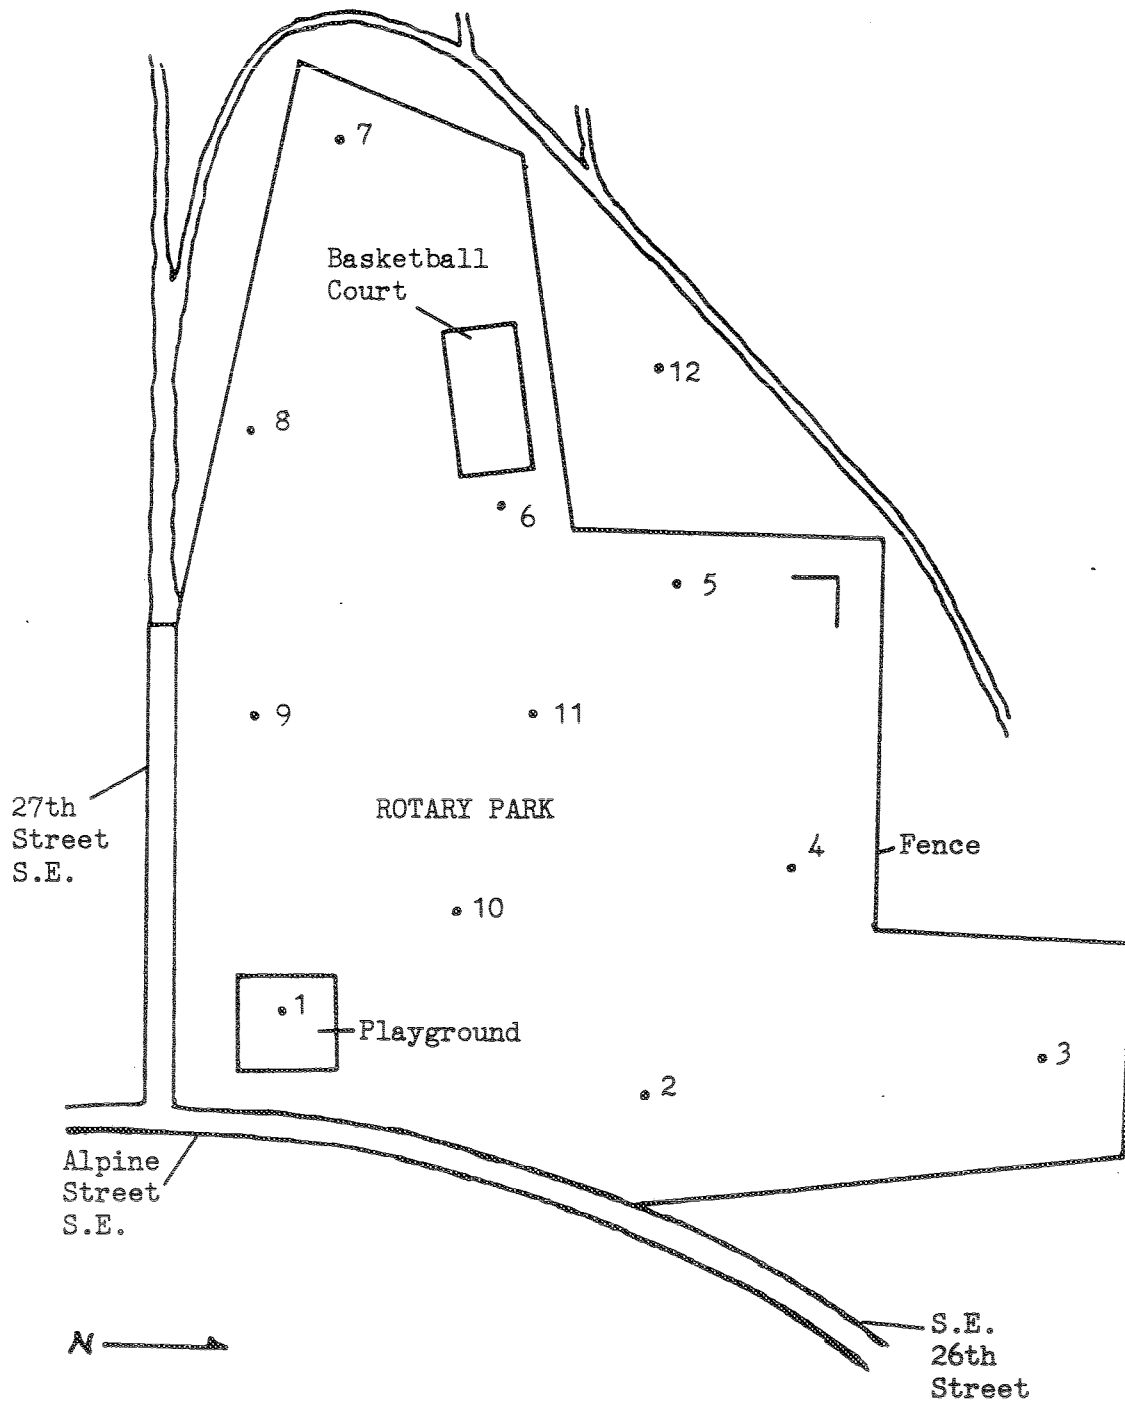 7
Basketball
Court
12
8
6
5
9
11
27th
Street
S.E.
ROTARY PARK
4
Fence
10
1
Playground
3
2
Alpine
Street
S.E.
N
S.E.
26th
Street